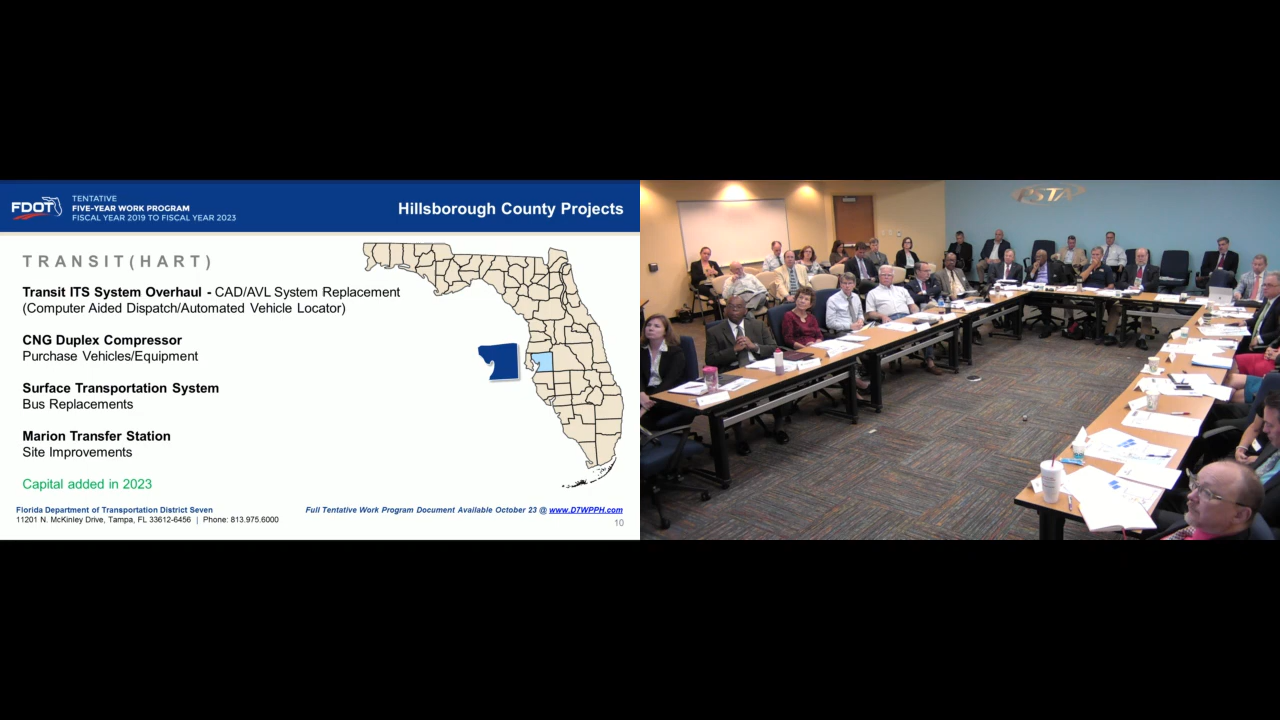 FDOT
TENTATIVE
FIVE-YEAR WORK PROGRAM
FISCAL YEAR 2019 TO FISCAL YEAR 2023
Hillsborough County Projects
TRANSIT(HART)
Transit ITS System Overhaul - CAD/AVL System Replacement
(Computer Aided Dispatch/Automated Vehicle Locator)
CNG Duplex Compressor
Purchase Vehicles/Equipment
Surface Transportation System
Bus Replacements
Marion Transfer Station
Site Improvements
Capital added in 2023
Florida Department of Transportation District Seven
11201 N. McKinley Drive, Tampa, FL 33612-6456 | Phone: 813.975.6000
Full Tentative Work Program Document Available October 23 @ www.D7WPPH.com
10
PSTA